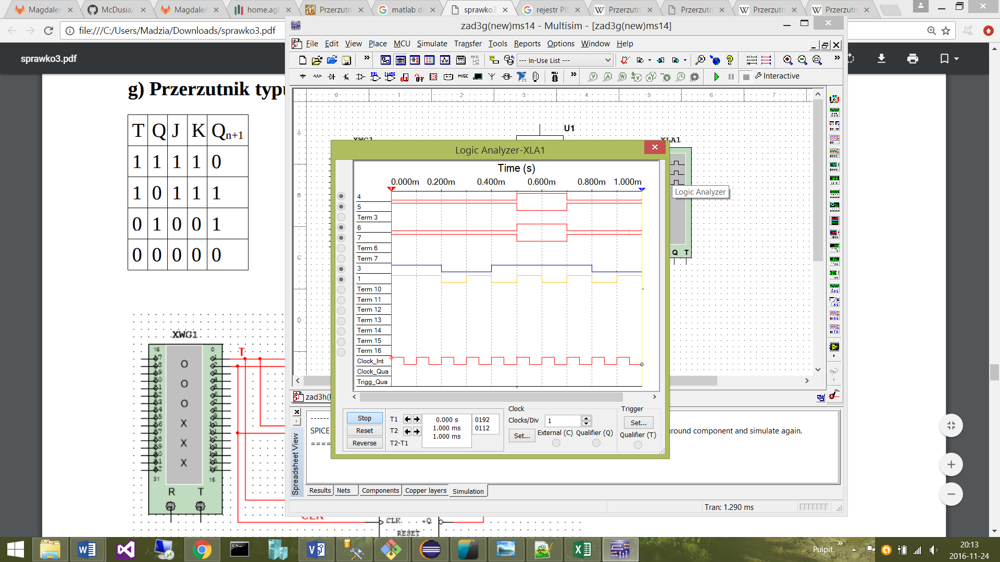 Magdaler
McDusia/
Magdaler
home.agh
Przerzutn
matlab do
sprawko3
rejestr PIS
Przerzutn
Przerzutn
Przerzutn
Przerzutn
file:///C:/Users/Madzia/Downloads/sprawko3.pdf
sprawko3.pdf
zad3g(new)ms14 - Multisim - [zad3g(new)ms14]
File Edit View Place MCU Simulate Transfer Tools Reports Options Window Help
--- In-Use List ---
Interactive
g) Przerzutnik typu
T Q J K Qn+1
1 1 1 1 0
1 0 1 1 1
0 1 0 0 1
0 0 0 0 0
0 1 2 3 4 5 6 7
A
B
C
D
XWG1
U1
XLA1
Logic Analyzer
Q T
Logic Analyzer-XLA1
Time (s)
0.000m 0.200m 0.400m 0.600m 0.800m 1.000m
4
5
Term 3
6
7
Term 6
Term 7
3
1
Term 10
Term 11
Term 12
Term 13
Term 14
Term 15
Term 16
Clock_Int
Clock_Qua
Trigg_Qua
Stop
Reset
Reverse
T1
T2
T2-T1
0.000 s
1.000 ms
1.000 ms
0192
0112
Clock
Clocks/Div 1
Set...
External (C) Qualifier (Q)
Trigger
Set...
Qualifier (T)
zad3h(
SPICE
round component and simulate again.
Spreadsheet View
Results Nets Components Copper layers Simulation
Tran: 1.290 ms
XWG1
T
16
0
O
O
O
X
X
31
15
R T
CLK
CLK
~Q
RESET
Pulpit
20:13
2016-11-24